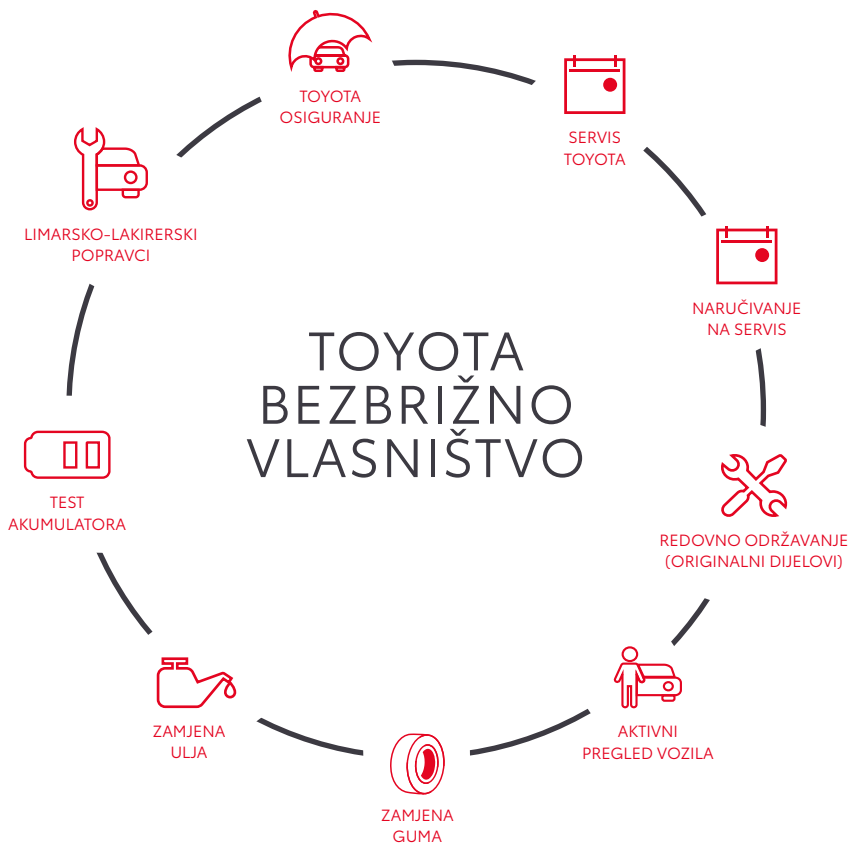 TOYOTA
OSIGURANJE
SERVIS
TOYOTA
NARUČIVANJE
NA SERVIS
REDOVNO ODRŽAVANJE
(ORIGINALNI DIJELOVI)
AKTIVNI
PREGLED VOZILA
ZAMJENA
GUMA
ZAMJENA
ULJA
TEST
AKUMULATORA
LIMARSKO-LAKIRERSKI
POPRAVCI
TOYOTA
BEZBRIŽNO
VLASNIŠTVO